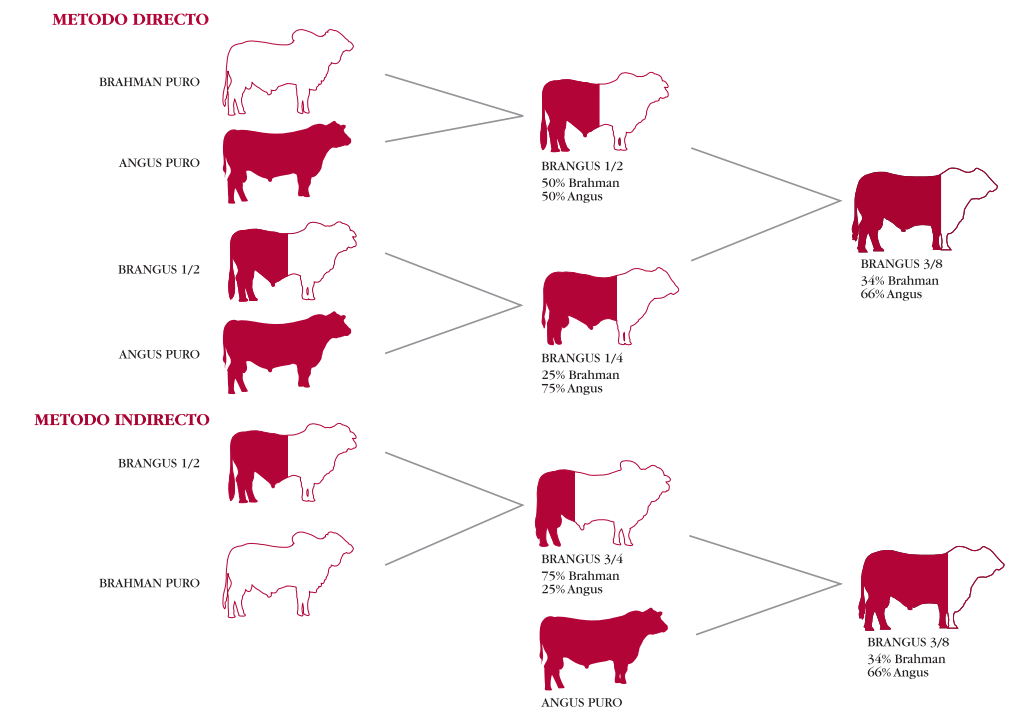 METODO DIRECTO
BRAHMAN PURO
ANGUS PURO
BRANGUS 1/2
50% Brahman
50% Angus
BRANGUS 1/2
ANGUS PURO
BRANGUS 1/4
25% Brahman
75% Angus
BRANGUS 3/8
34% Brahman
66% Angus
METODO INDIRECTO
BRANGUS 1/2
BRAHMAN PURO
BRANGUS 3/4
75% Brahman
25% Angus
ANGUS PURO
BRANGUS 3/8
34% Brahman
66% Angus